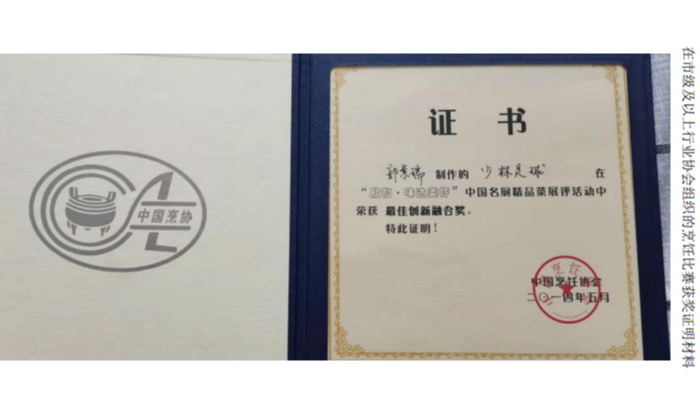 中国烹协
证书
郭景瑞 制作的 少林足球 在
中国名厨精品菜展评活动中
荣获 最佳创新融合奖。
特此证明！
中国烹饪协会
二〇一四年五月
在市级及以上行业协会组织的烹饪比赛获奖证明材料